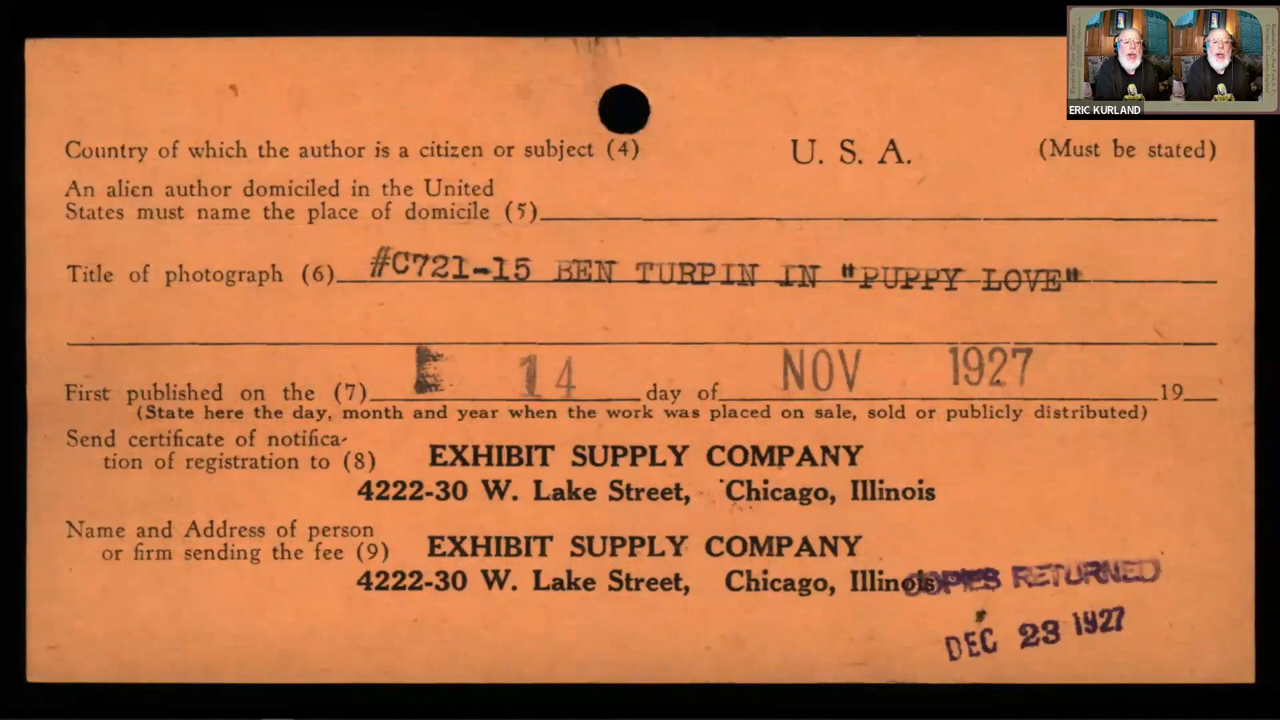 ERIC KURLAND
Country of which the author is a citizen or subject (4) U. S. A. (Must be stated)
An alien author domiciled in the United
States must name the place of domicile (5)
Title of photograph (6) #C721-15 BEN TURPIN IN "PUPPY LOVE"
First published on the (7) 14 day of NOV 1927 19
(State here the day, month and year when the work was placed on sale, sold or publicly distributed)
Send certificate of notifica-
tion of registration to (8) EXHIBIT SUPPLY COMPANY
4222-30 W. Lake Street, Chicago, Illinois
Name and Address of person
or firm sending the fee (9) EXHIBIT SUPPLY COMPANY
4222-30 W. Lake Street, Chicago, Illinois
COPIES RETURNED
DEC 23 1927